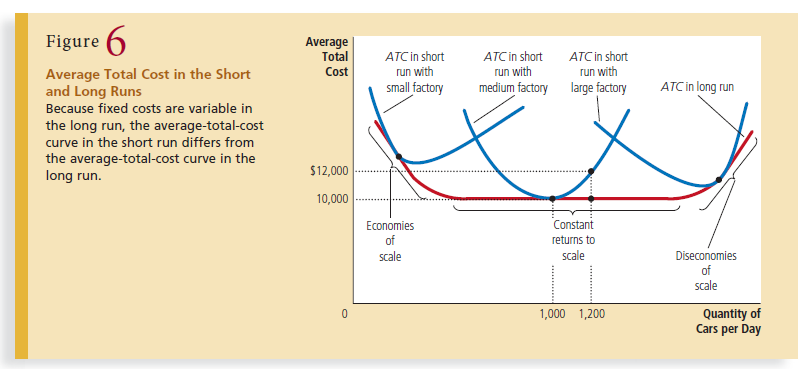 Figure 6
Average Total Cost in the Short
and Long Runs
Because fixed costs are variable in
the long run, the average-total-cost
curve in the short run differs from
the average-total-cost curve in the
long run.
Average
Total
Cost
ATC in short
run with
small factory
ATC in short
run with
medium factory
ATC in short
run with
large factory
ATC in long run
$12,000
10,000
Economies
of
scale
Constant
returns to
scale
Diseconomies
of
scale
0
1,000
1,200
Quantity of
Cars per Day